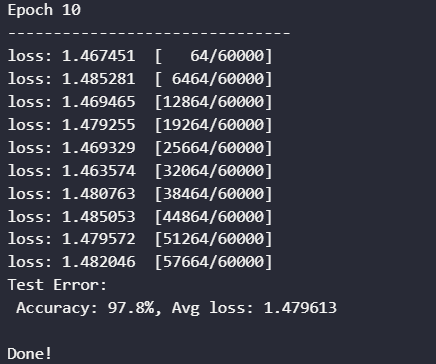 Epoch 10
-------------------------------
loss: 1.467451  [   64/60000]
loss: 1.485281  [ 6464/60000]
loss: 1.469465  [12864/60000]
loss: 1.479255  [19264/60000]
loss: 1.469329  [25664/60000]
loss: 1.463574  [32064/60000]
loss: 1.480763  [38464/60000]
loss: 1.485053  [44864/60000]
loss: 1.479572  [51264/60000]
loss: 1.482046  [57664/60000]
Test Error:
 Accuracy: 97.8%, Avg loss: 1.479613

Done!